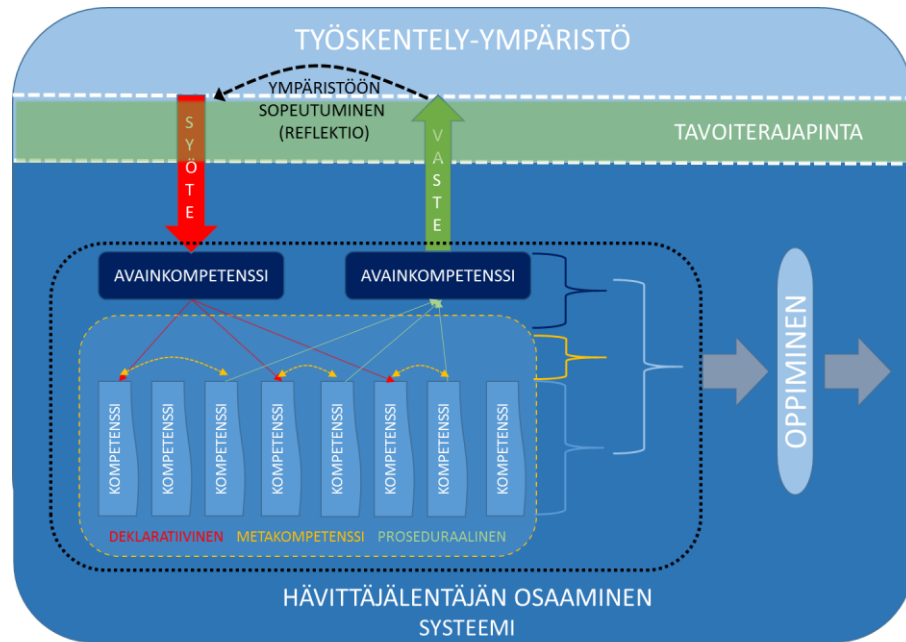 TYÖSKENTELY-YMPÄRISTÖ
YMPÄRISTÖÖN
SOPEUTUMINEN
(REFLEKTIO)
TAVOITERAJAPINTA
SYÖTE
VASTE
AVAINKOMPETENSSI
AVAINKOMPETENSSI
KOMPETENSSI
KOMPETENSSI
KOMPETENSSI
KOMPETENSSI
KOMPETENSSI
KOMPETENSSI
KOMPETENSSI
KOMPETENSSI
DEKLARATIIVINEN METAKOMPETENSSI PROSEDURAALINEN
OPPIMINEN
HÄVITTÄJÄLENTÄJÄN OSAAMINEN
SYSTEEMI